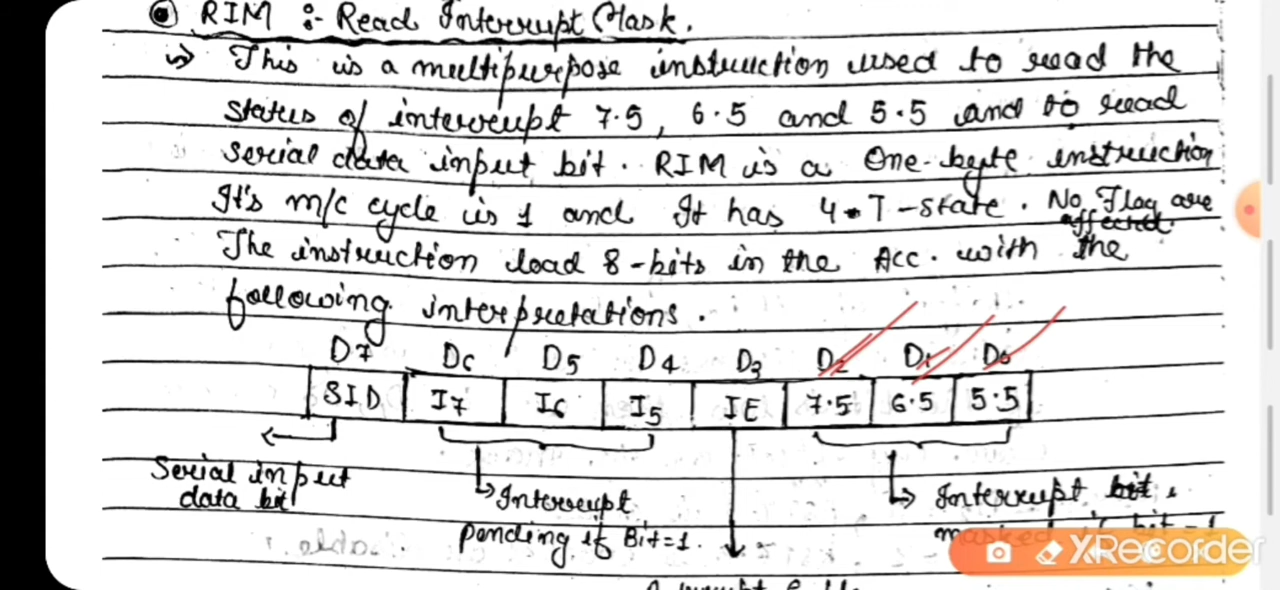 RIM :- Read Interrupt Mask.
This is a multipurpose instruction used to read the
status of interrupt 7.5, 6.5 and 5.5 and to read
serial data input bit. RIM is a One-byte instruction
It's m/c cycle is 1 and It has 4-T-state. No Flag are
affected.
The instruction load 8-bits in the Acc. with the
following interpretations.
D7 D6 D5 D4 D3 D2 D1 D0
SID I7 I6 I5 IE 7.5 6.5 5.5
Serial input
data bit
Interrupt
pending if Bit=1.
Interrupt
XRecorder